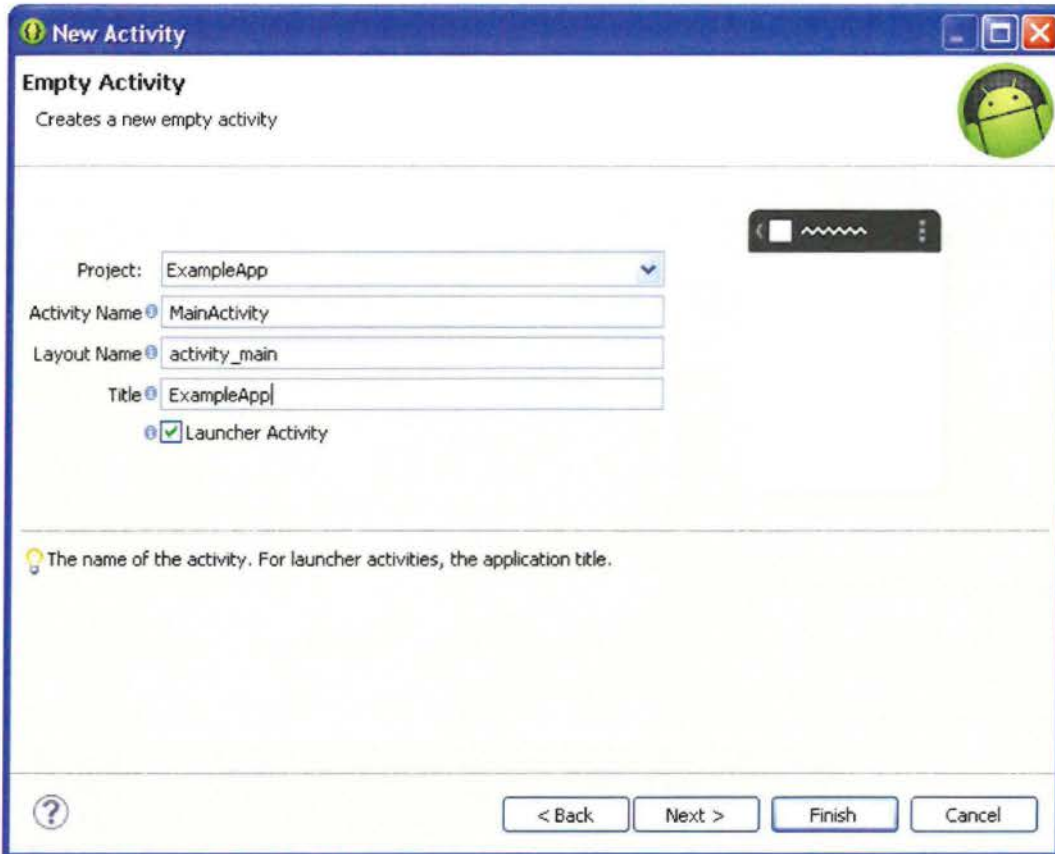 New Activity
Empty Activity
Creates a new empty activity
Project: ExampleApp
Activity Name MainActivity
Layout Name activity_main
Title ExampleApp
Launcher Activity
The name of the activity. For launcher activities, the application title.
? < Back Next > Finish Cancel